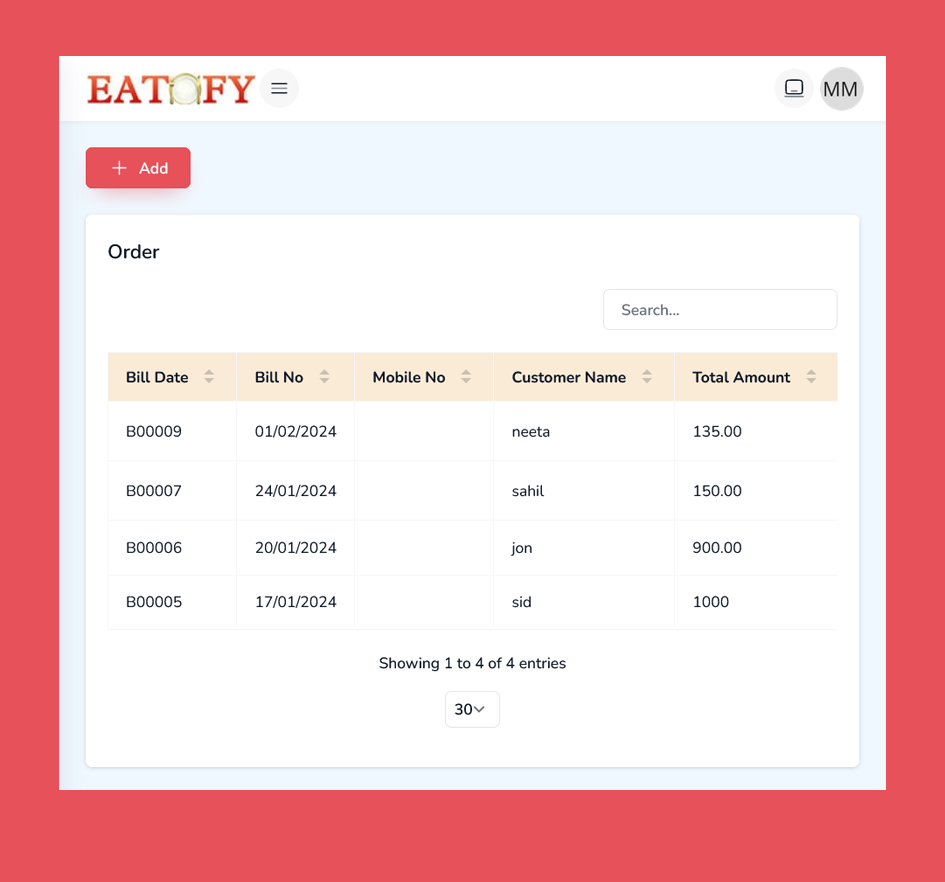 EATOFY
MM
+ Add
Order
Search...
Bill Date Bill No Mobile No Customer Name Total Amount
B00009 01/02/2024 neeta 135.00
B00007 24/01/2024 sahil 150.00
B00006 20/01/2024 jon 900.00
B00005 17/01/2024 sid 1000
Showing 1 to 4 of 4 entries
30